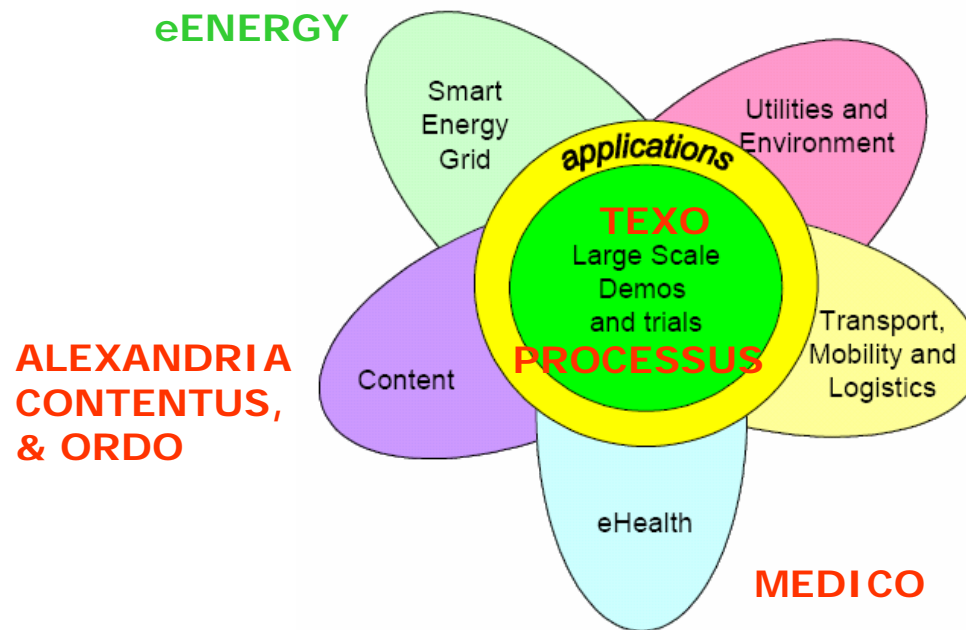 eENERGY
Smart
Energy
Grid
Utilities and
Environment
applications
TEXO
Large Scale
Demos
and trials
PROCESSUS
Transport,
Mobility and
Logistics
ALEXANDRIA
CONTENTUS,
& ORDO
Content
eHealth
MEDICO